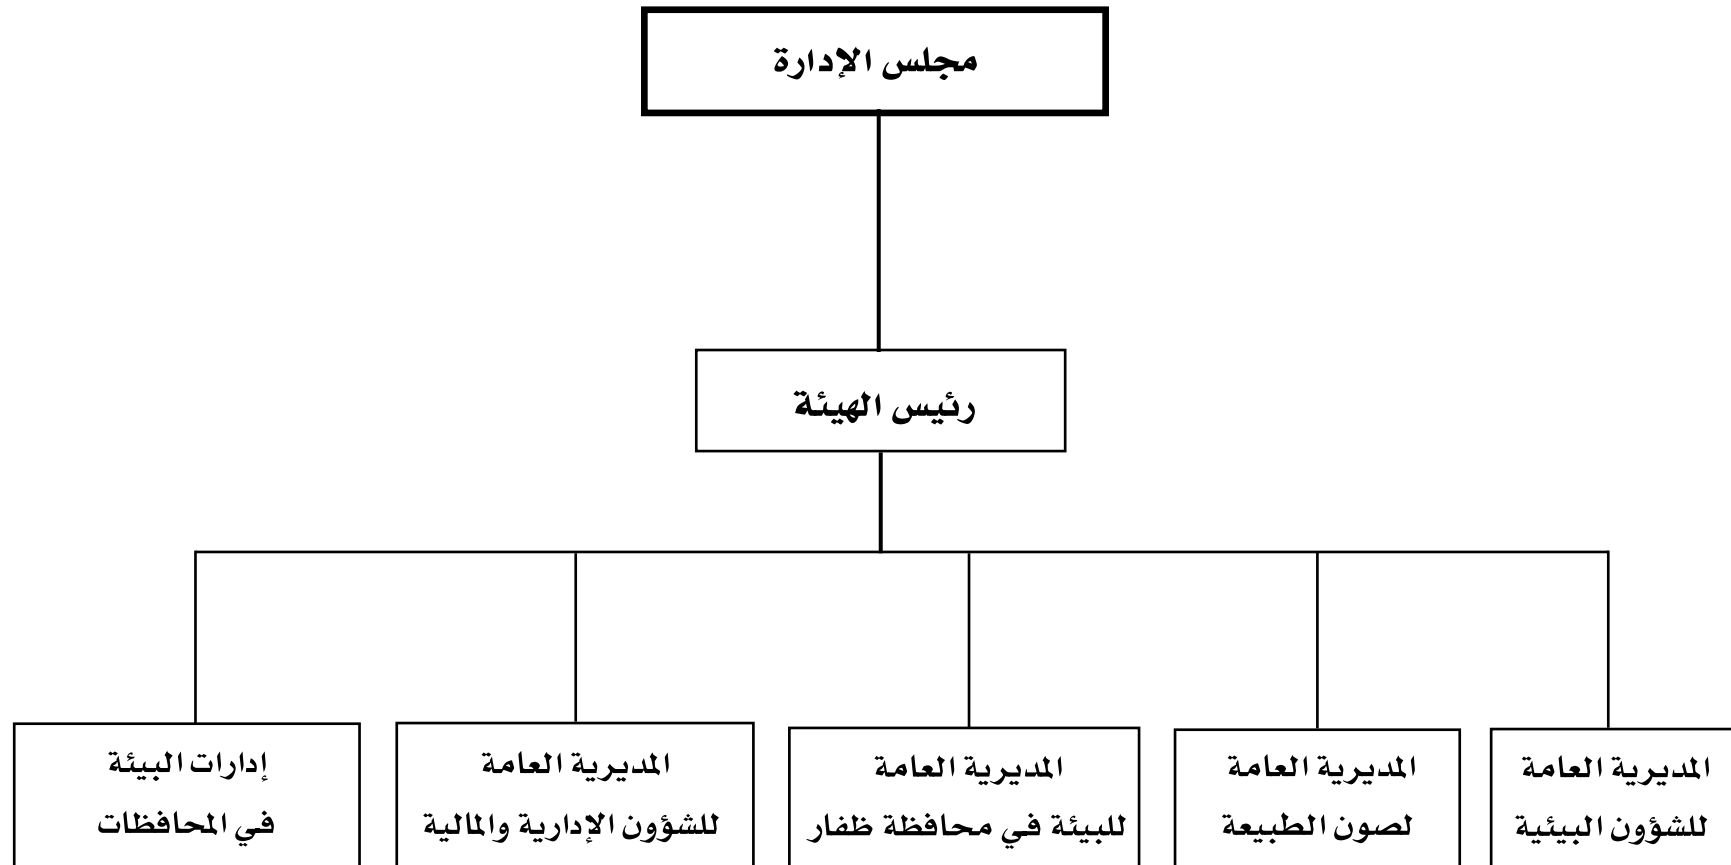 مجلس الإدارة
رئيس الهيئة
المديرية العامة
للشؤون البيئية
المديرية العامة
لصون الطبيعة
المديرية العامة
للبيئة في محافظة ظفار
المديرية العامة
للشؤون الإدارية والمالية
إدارات البيئة
في المحافظات